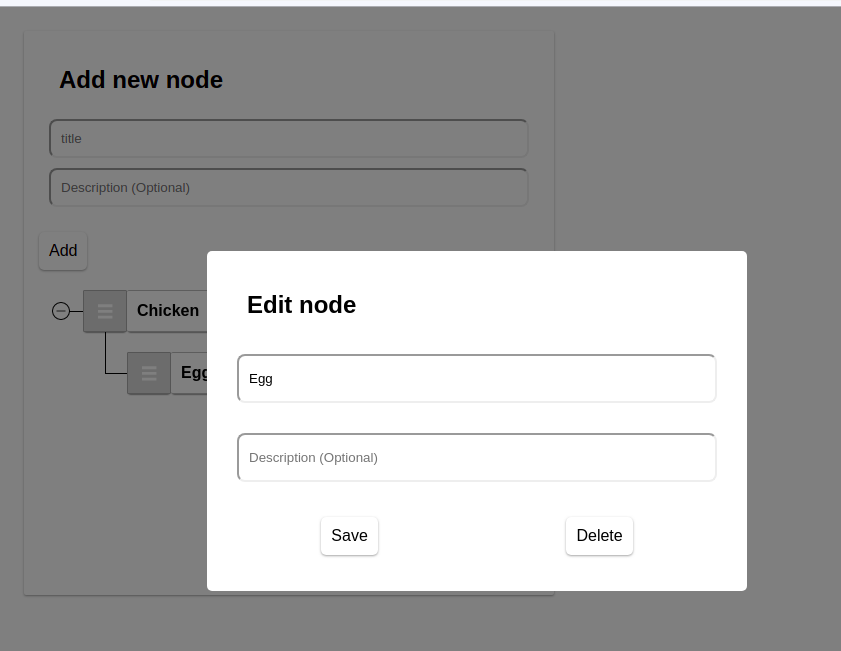 Add new node
title
Description (Optional)
Add
Chicken
Egg
Edit node
Egg
Description (Optional)
Save
Delete